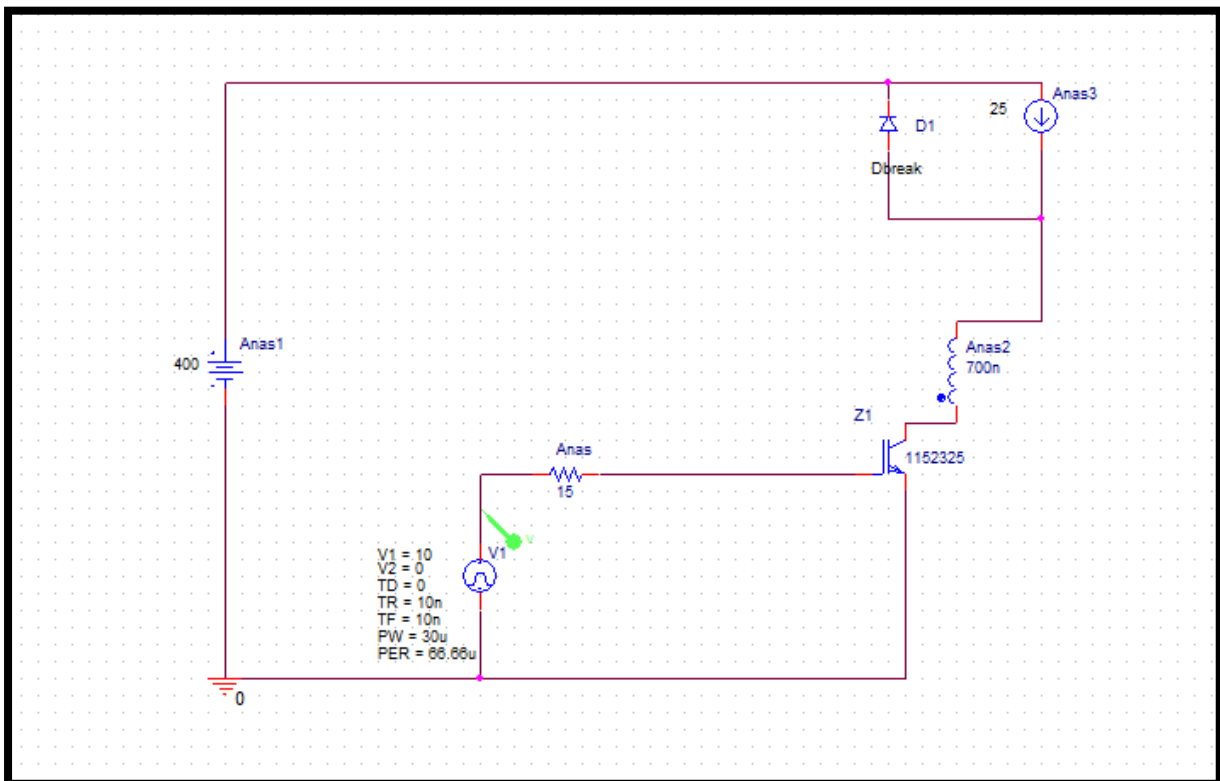 Anas3
25
D1
Dbreak
Anas1
400
Anas2
700n
Z1
1152325
Anas
15
V
V1
V1 = 10
V2 = 0
TD = 0
TR = 10n
TF = 10n
PW = 30u
PER = 66.66u
0